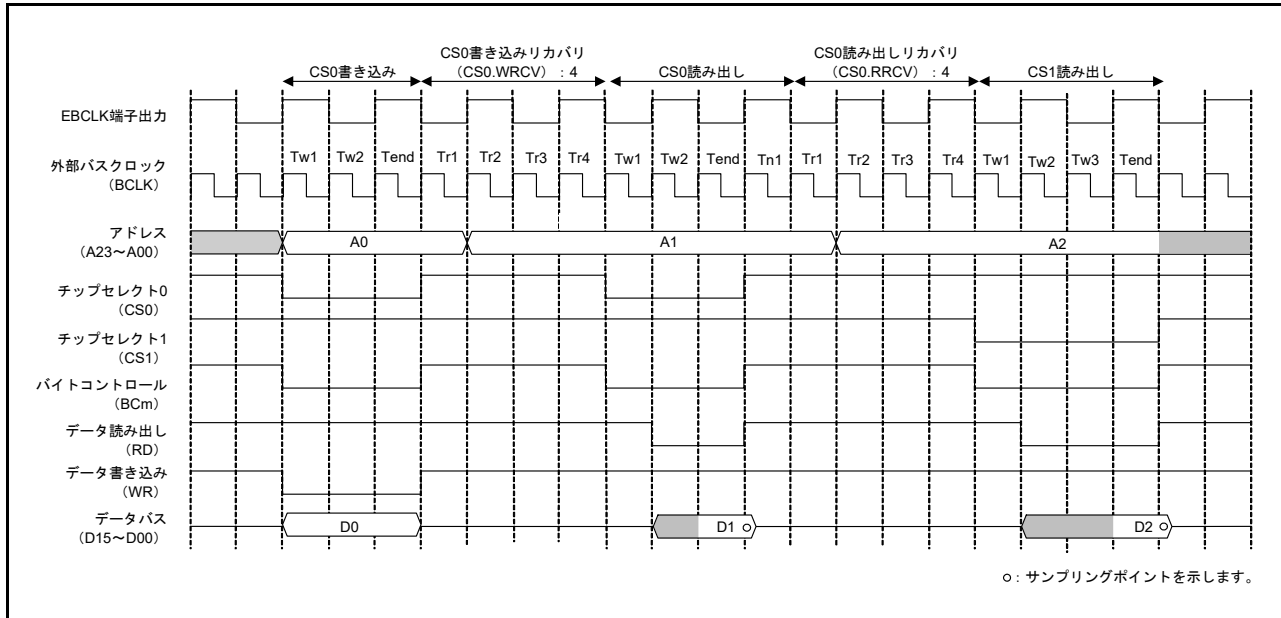 CS0書き込み
CS0書き込みリカバリ
（CS0.WRCV）：4
CS0読み出し
CS0読み出しリカバリ
（CS0.RRCV）：4
CS1読み出し
EBCLK端子出力
外部バスクロック
（BCLK）
Tw1 Tw2 Tend Tr1 Tr2 Tr3 Tr4 Tw1 Tw2 Tend Tn1 Tr1 Tr2 Tr3 Tr4 Tw1 Tw2 Tw3 Tend
アドレス
（A23～A00）
A0 A1 A2
チップセレクト0
（CS0）
チップセレクト1
（CS1）
バイトコントロール
（BCm）
データ読み出し
（RD）
データ書き込み
（WR）
データバス
（D15～D00）
D0 D1 D2
：サンプリングポイントを示します。